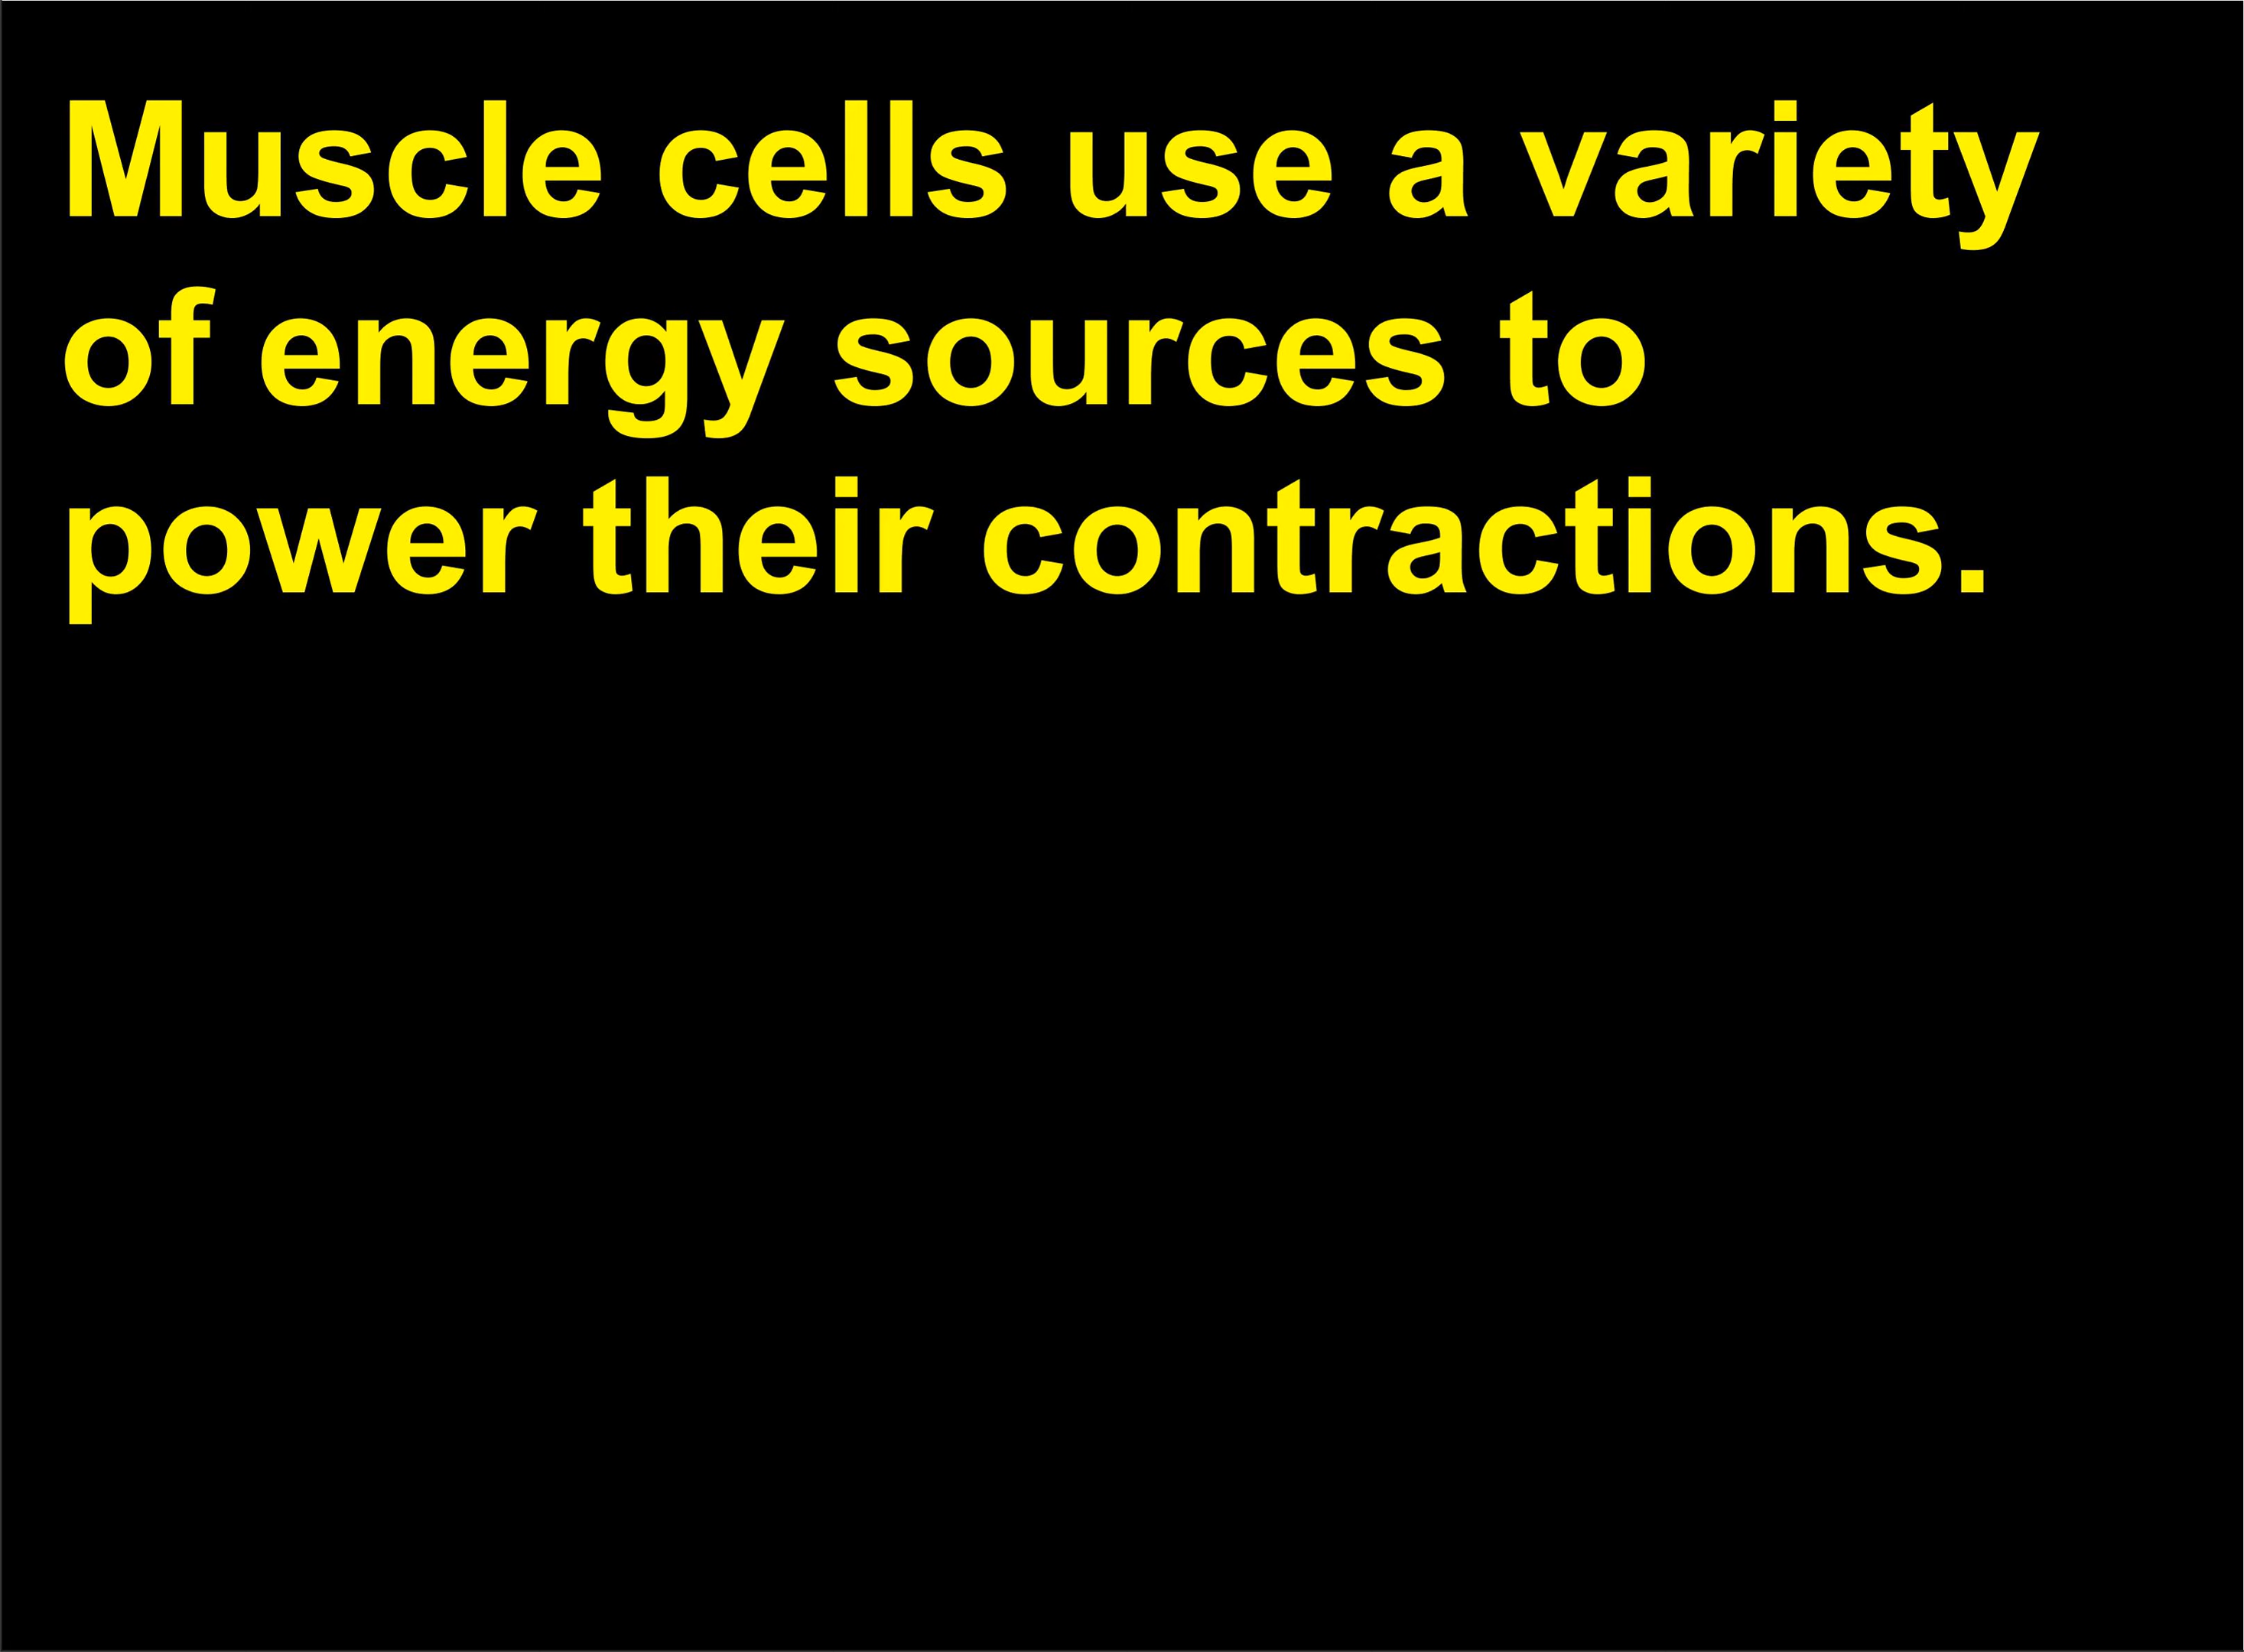 Muscle cells use a variety
of energy sources to
power their contractions.